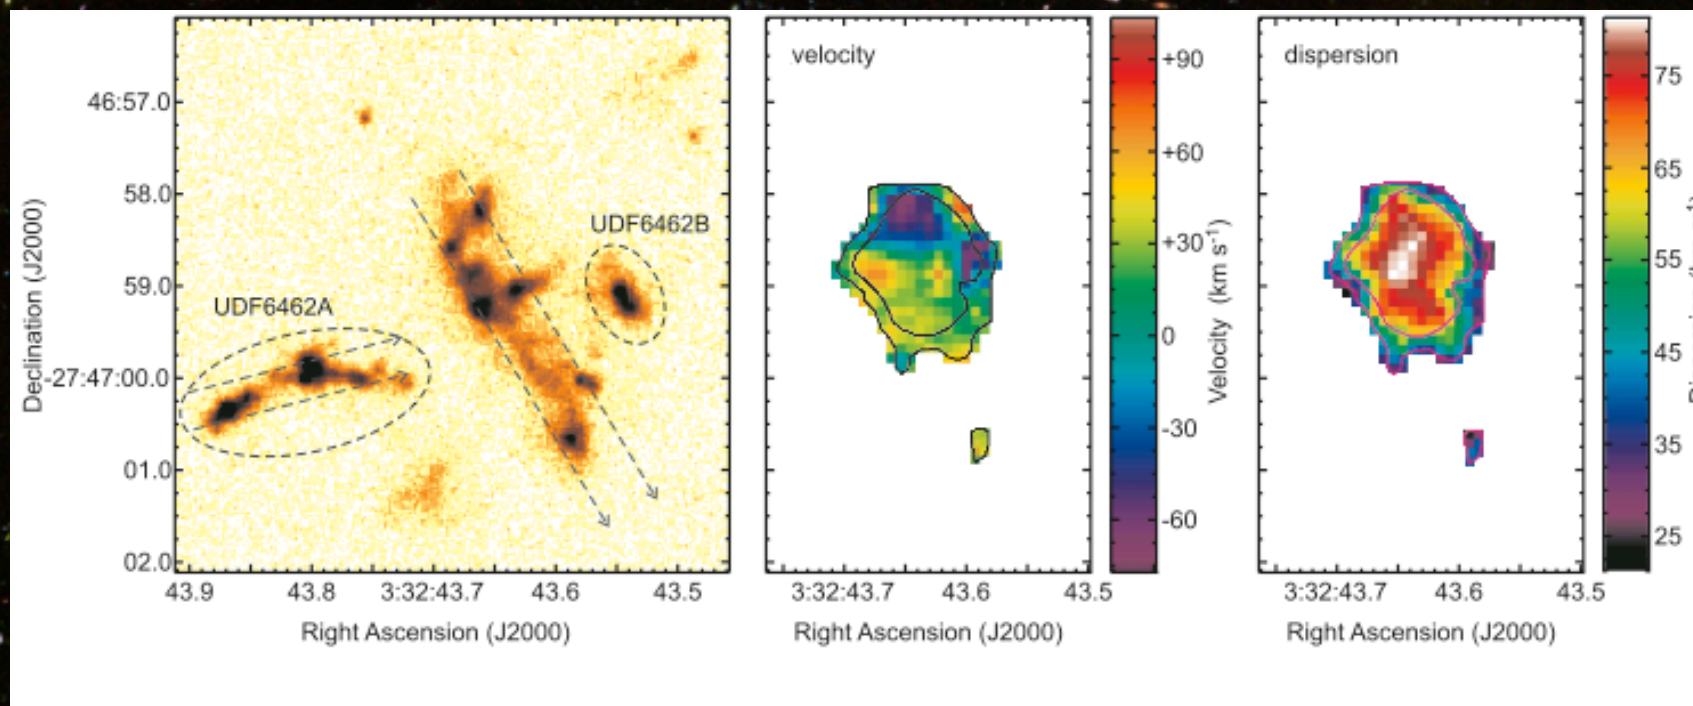 46:57.0
58.0
59.0
-27:47:00.0
01.0
02.0
Declination (J2000)
UDF6462A
UDF6462B
43.9 43.8 3:32:43.7 43.6 43.5
Right Ascension (J2000)
velocity
3:32:43.7 43.6 43.5
Right Ascension (J2000)
+90
+60
+30
0
-30
-60
Velocity (km s-1)
dispersion
3:32:43.7 43.6 43.5
Right Ascension (J2000)
75
65
55
45
35
25